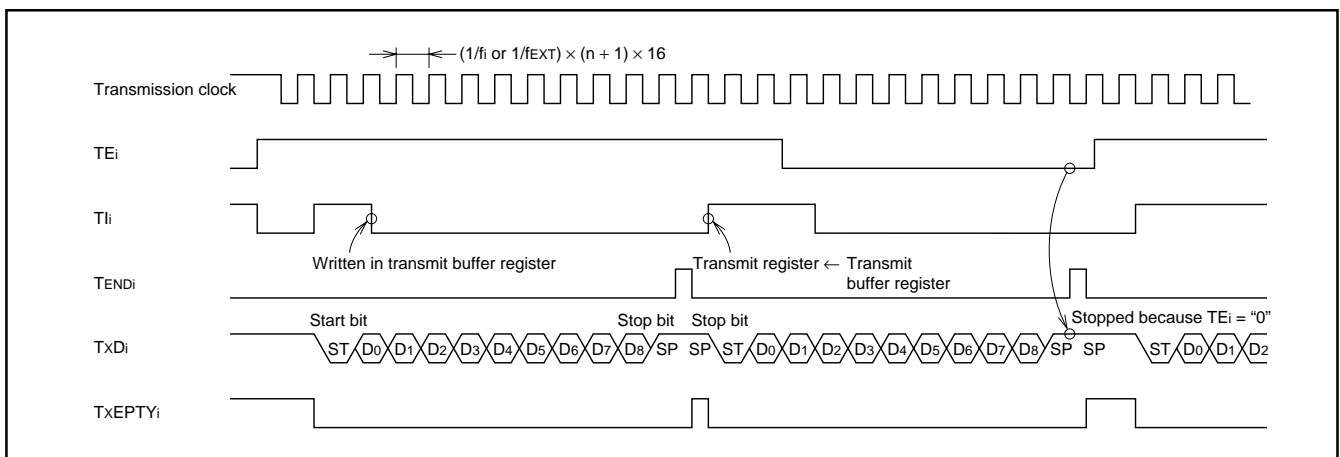 (1/fi or 1/fEXT) × (n + 1) × 16
Transmission clock
TEi
TIi
Written in transmit buffer register
Transmit register ← Transmit
buffer register
TENDi
Start bit
Stop bit
Stop bit
Stopped because TEi = “0”
TxDi
ST D0 D1 D2 D3 D4 D5 D6 D7 D8 SP SP ST D0 D1 D2 D3 D4 D5 D6 D7 D8 SP SP ST D0 D1 D2
TxEPTYi